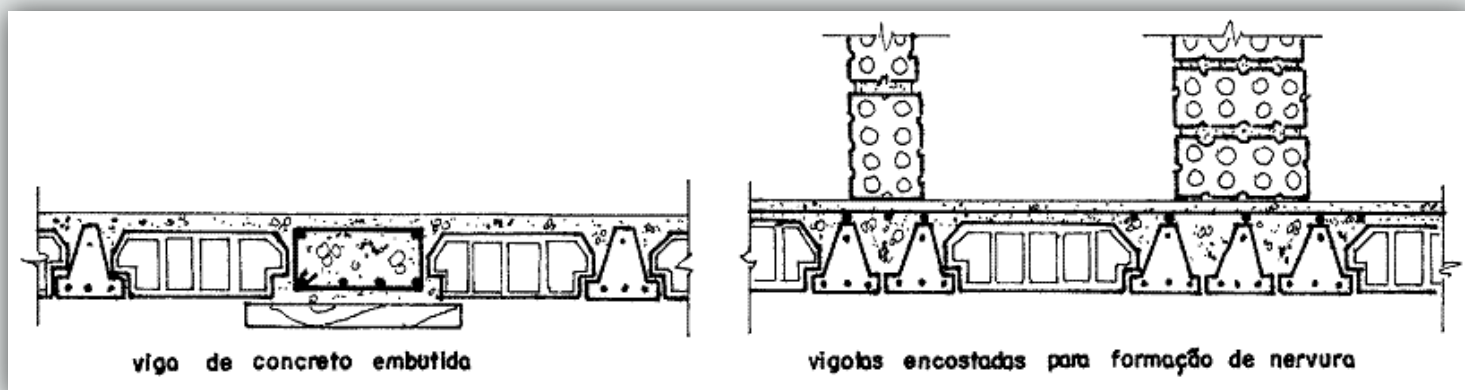 viga de concreto embutida
vigotas encostadas para formação de nervura